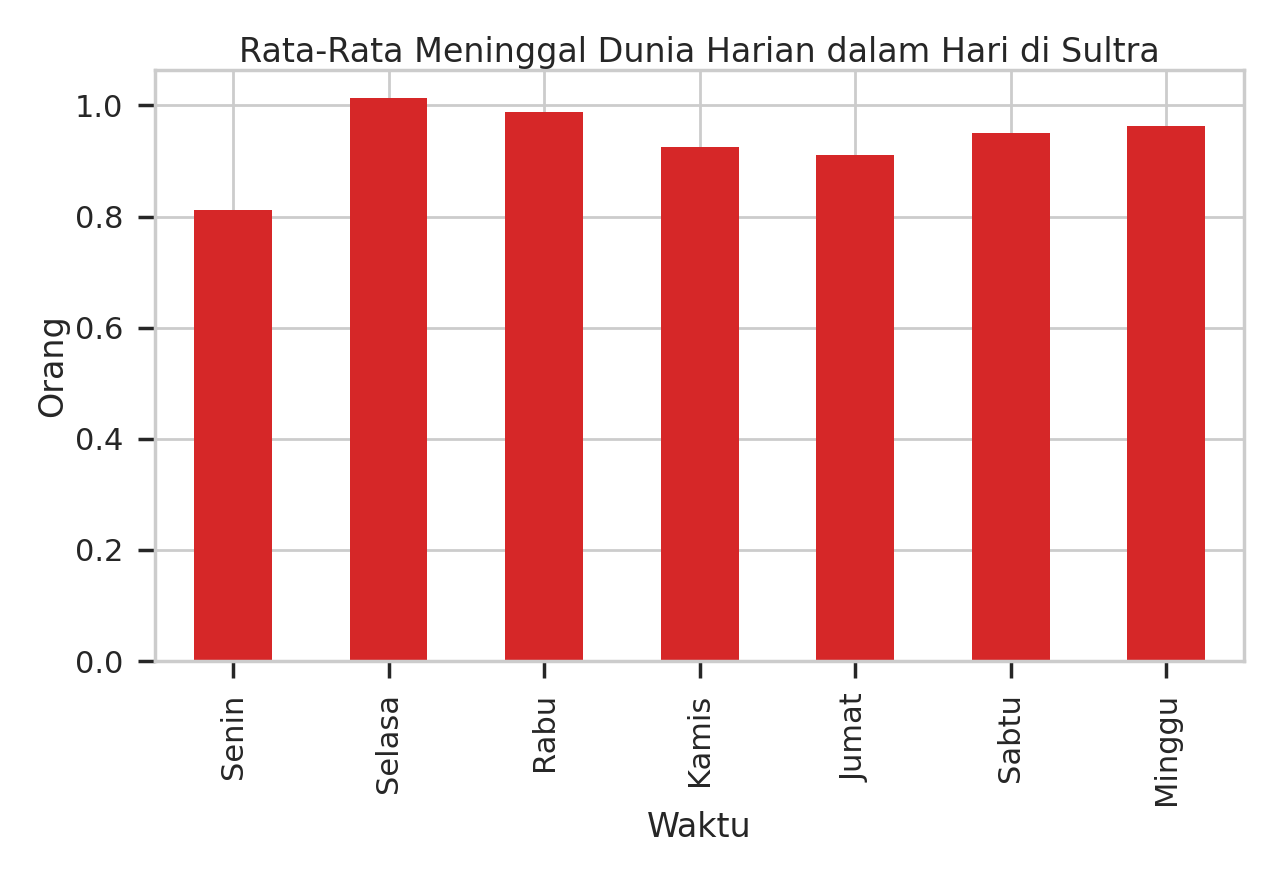 Rata-Rata Meninggal Dunia Harian dalam Hari di Sultra
1.0
0.8
0.6
0.4
0.2
0.0
Orang
Senin
Selasa
Rabu
Kamis
Jumat
Sabtu
Minggu
Waktu